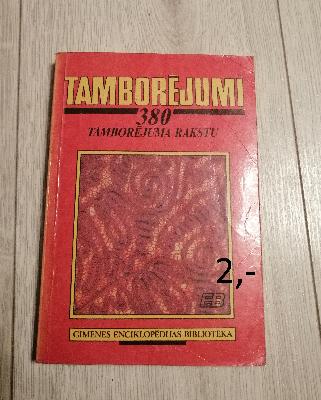 TAMBORĒJUMI
380
TAMBORĒJUMA RAKSTU
2,-
EB
ĢIMENES ENCIKLOPĒDIJAS BIBLIOTĒKA